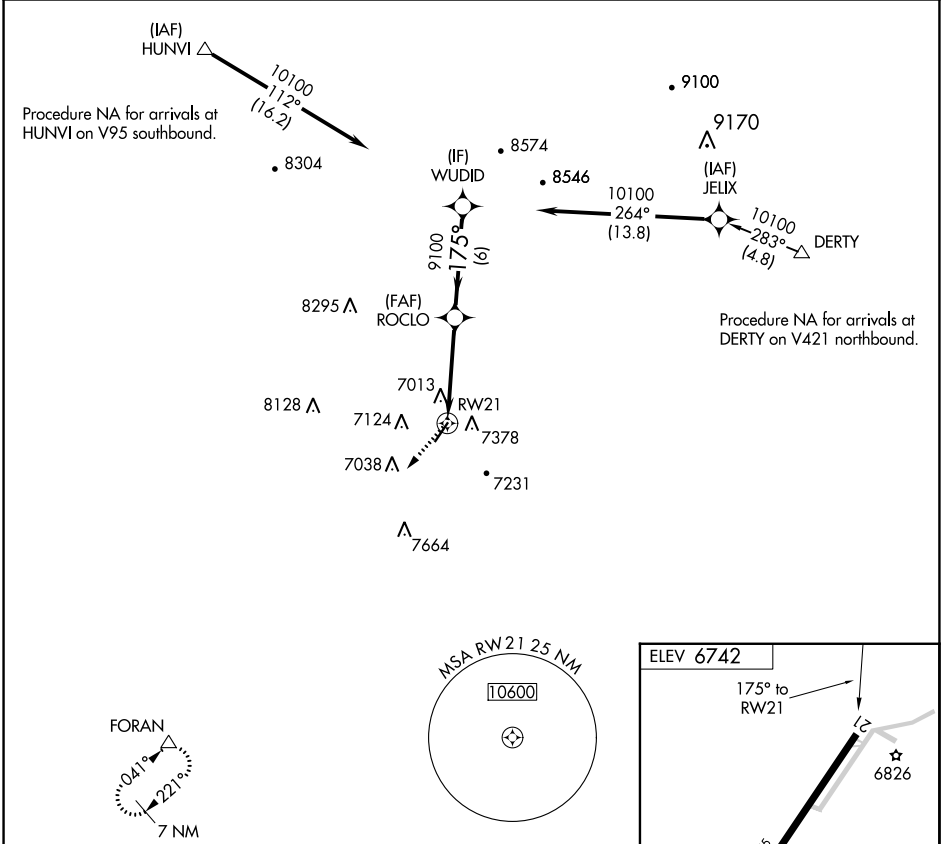 (IAF)
HUNVI
10100
112°
(16.2)
Procedure NA for arrivals at
HUNVI on V95 southbound.
8304
9100
9170
(IAF)
JELIX
8574
8546
(IF)
WUDID
10100
264°
(13.8)
10100
283°
(4.8)
DERTY
9100
175°
(6)
8295
(FAF)
ROCLO
Procedure NA for arrivals at
DERTY on V421 northbound.
7013
RW21
8128
7124
7378
7038
7231
7664
MSA RW21 25 NM
10600
FORAN
041°
221°
7 NM
ELEV 6742
175° to
RW21
21
6826